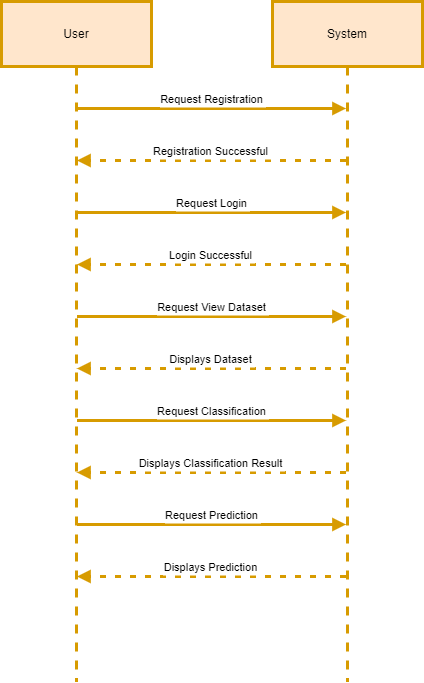 User
System
Request Registration
Registration Successful
Request Login
Login Successful
Request View Dataset
Displays Dataset
Request Classification
Displays Classification Result
Request Prediction
Displays Prediction